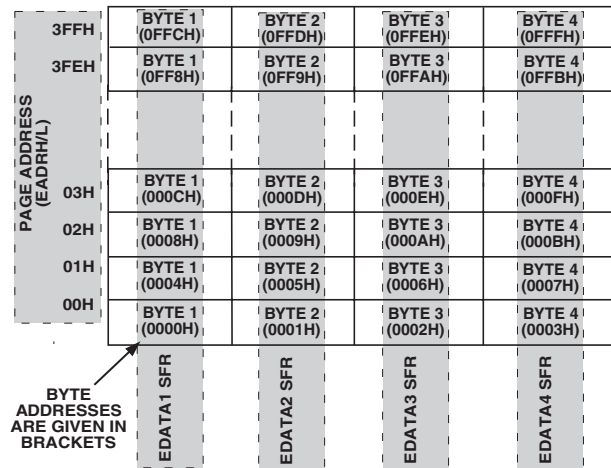 3FFH BYTE 1 BYTE 2 BYTE 3 BYTE 4
(0FFCH) (0FFDH) (0FFEH) (0FFFH)
3FEH BYTE 1 BYTE 2 BYTE 3 BYTE 4
(0FF8H) (0FF9H) (0FFAH) (0FFBH)
PAGE ADDRESS
(EADRH/L)
03H BYTE 1 BYTE 2 BYTE 3 BYTE 4
(000CH) (000DH) (000EH) (000FH)
02H BYTE 1 BYTE 2 BYTE 3 BYTE 4
(0008H) (0009H) (000AH) (000BH)
01H BYTE 1 BYTE 2 BYTE 3 BYTE 4
(0004H) (0005H) (0006H) (0007H)
00H BYTE 1 BYTE 2 BYTE 3 BYTE 4
(0000H) (0001H) (0002H) (0003H)
BYTE
ADDRESSES
ARE GIVEN IN
BRACKETS
EDATA1 SFR
EDATA2 SFR
EDATA3 SFR
EDATA4 SFR